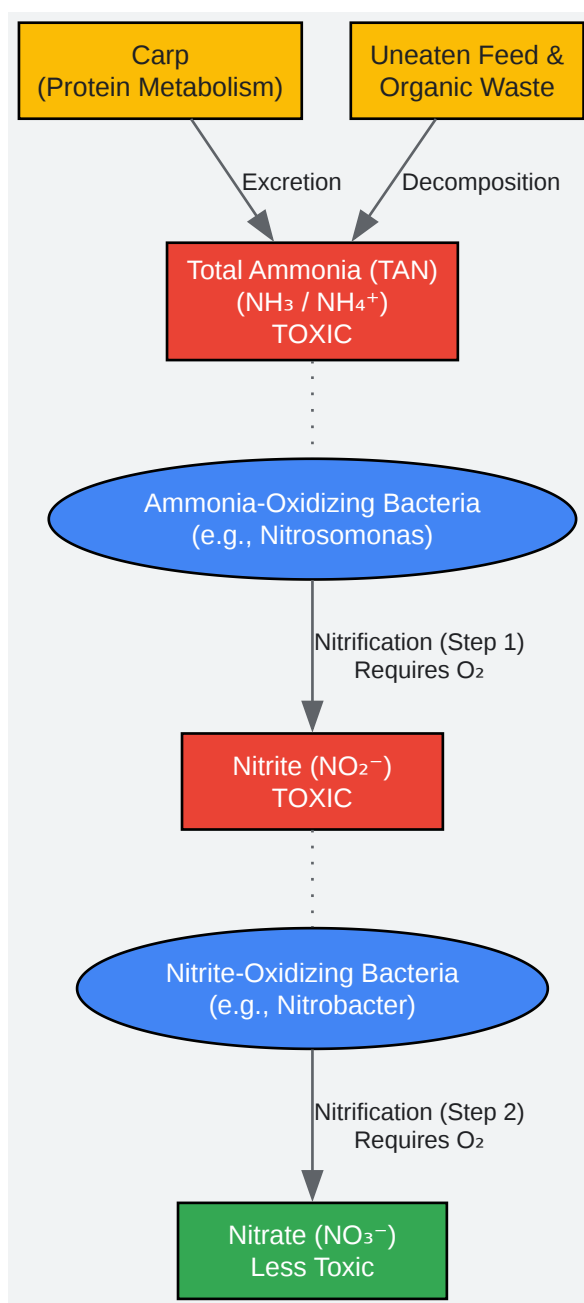 Carp
(Protein Metabolism)
Uneaten Feed &
Organic Waste
Excretion
Decomposition
Total Ammonia (TAN)
(NH₃ / NH₄⁺)
TOXIC
Ammonia-Oxidizing Bacteria
(e.g., Nitrosomonas)
Nitrification (Step 1)
Requires O₂
Nitrite (NO₂⁻)
TOXIC
Nitrite-Oxidizing Bacteria
(e.g., Nitrobacter)
Nitrification (Step 2)
Requires O₂
Nitrate (NO₃⁻)
Less Toxic